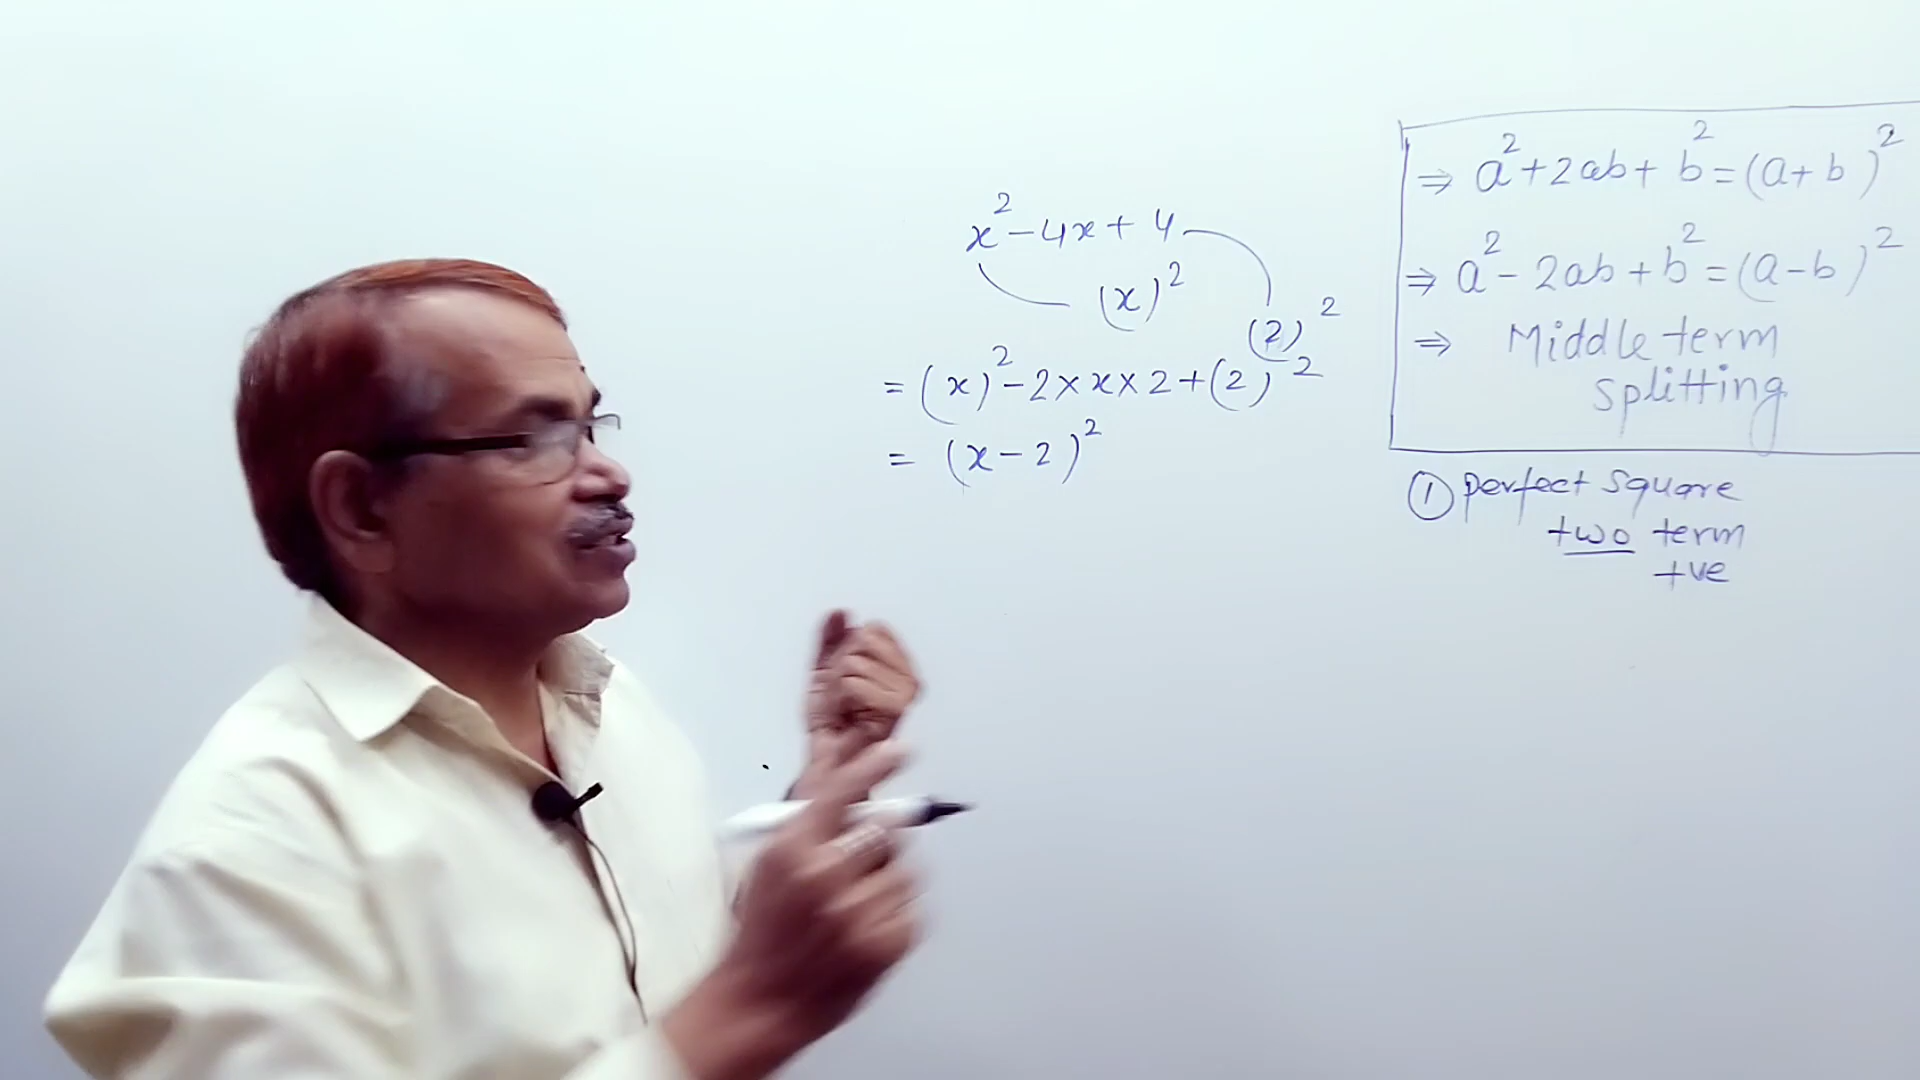 x² - 4x + 4
(x)²
(2)²
= (x)² - 2 × x × 2 + (2)²
= (x - 2)²
⇒ a² + 2ab + b² = (a + b)²
⇒ a² - 2ab + b² = (a - b)²
⇒ Middle term
splitting
① perfect square
two term
+ve